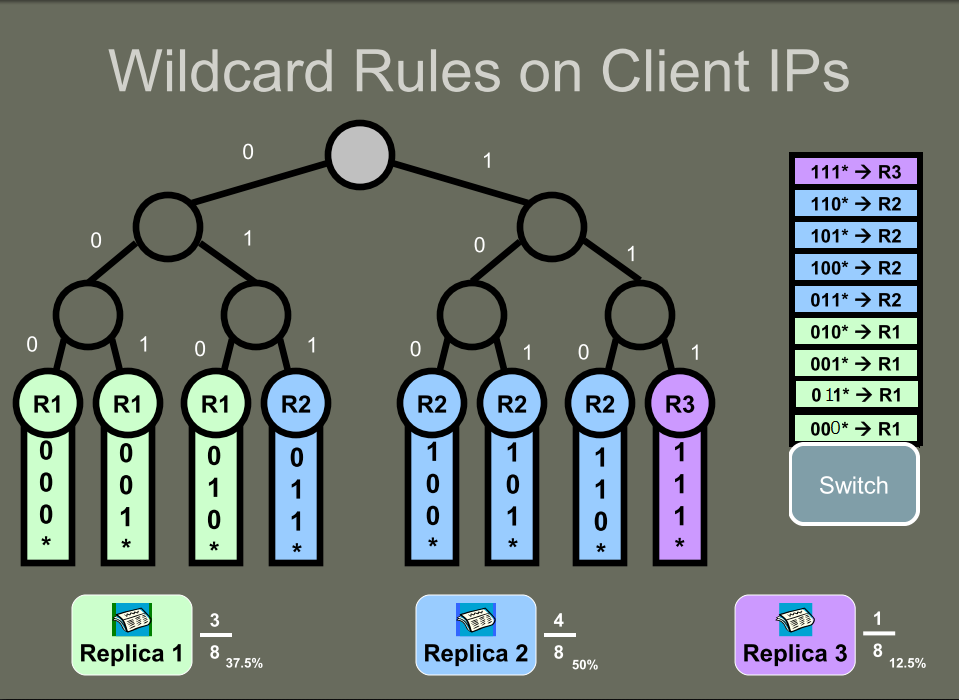 Wildcard Rules on Client IPs
0
1
0
1
0
1
0
1
0
1
0
1
0
1
R1
R1
R1
R2
R2
R2
R2
R3
0
0
0
*
0
0
1
*
0
1
0
*
0
1
1
*
1
0
0
*
1
0
1
*
1
1
0
*
1
1
1
*
111* → R3
110* → R2
101* → R2
100* → R2
011* → R2
010* → R1
001* → R1
0 11* → R1
000* → R1
Switch
Replica 1
3
8
37.5%
Replica 2
4
8
50%
Replica 3
1
8
12.5%